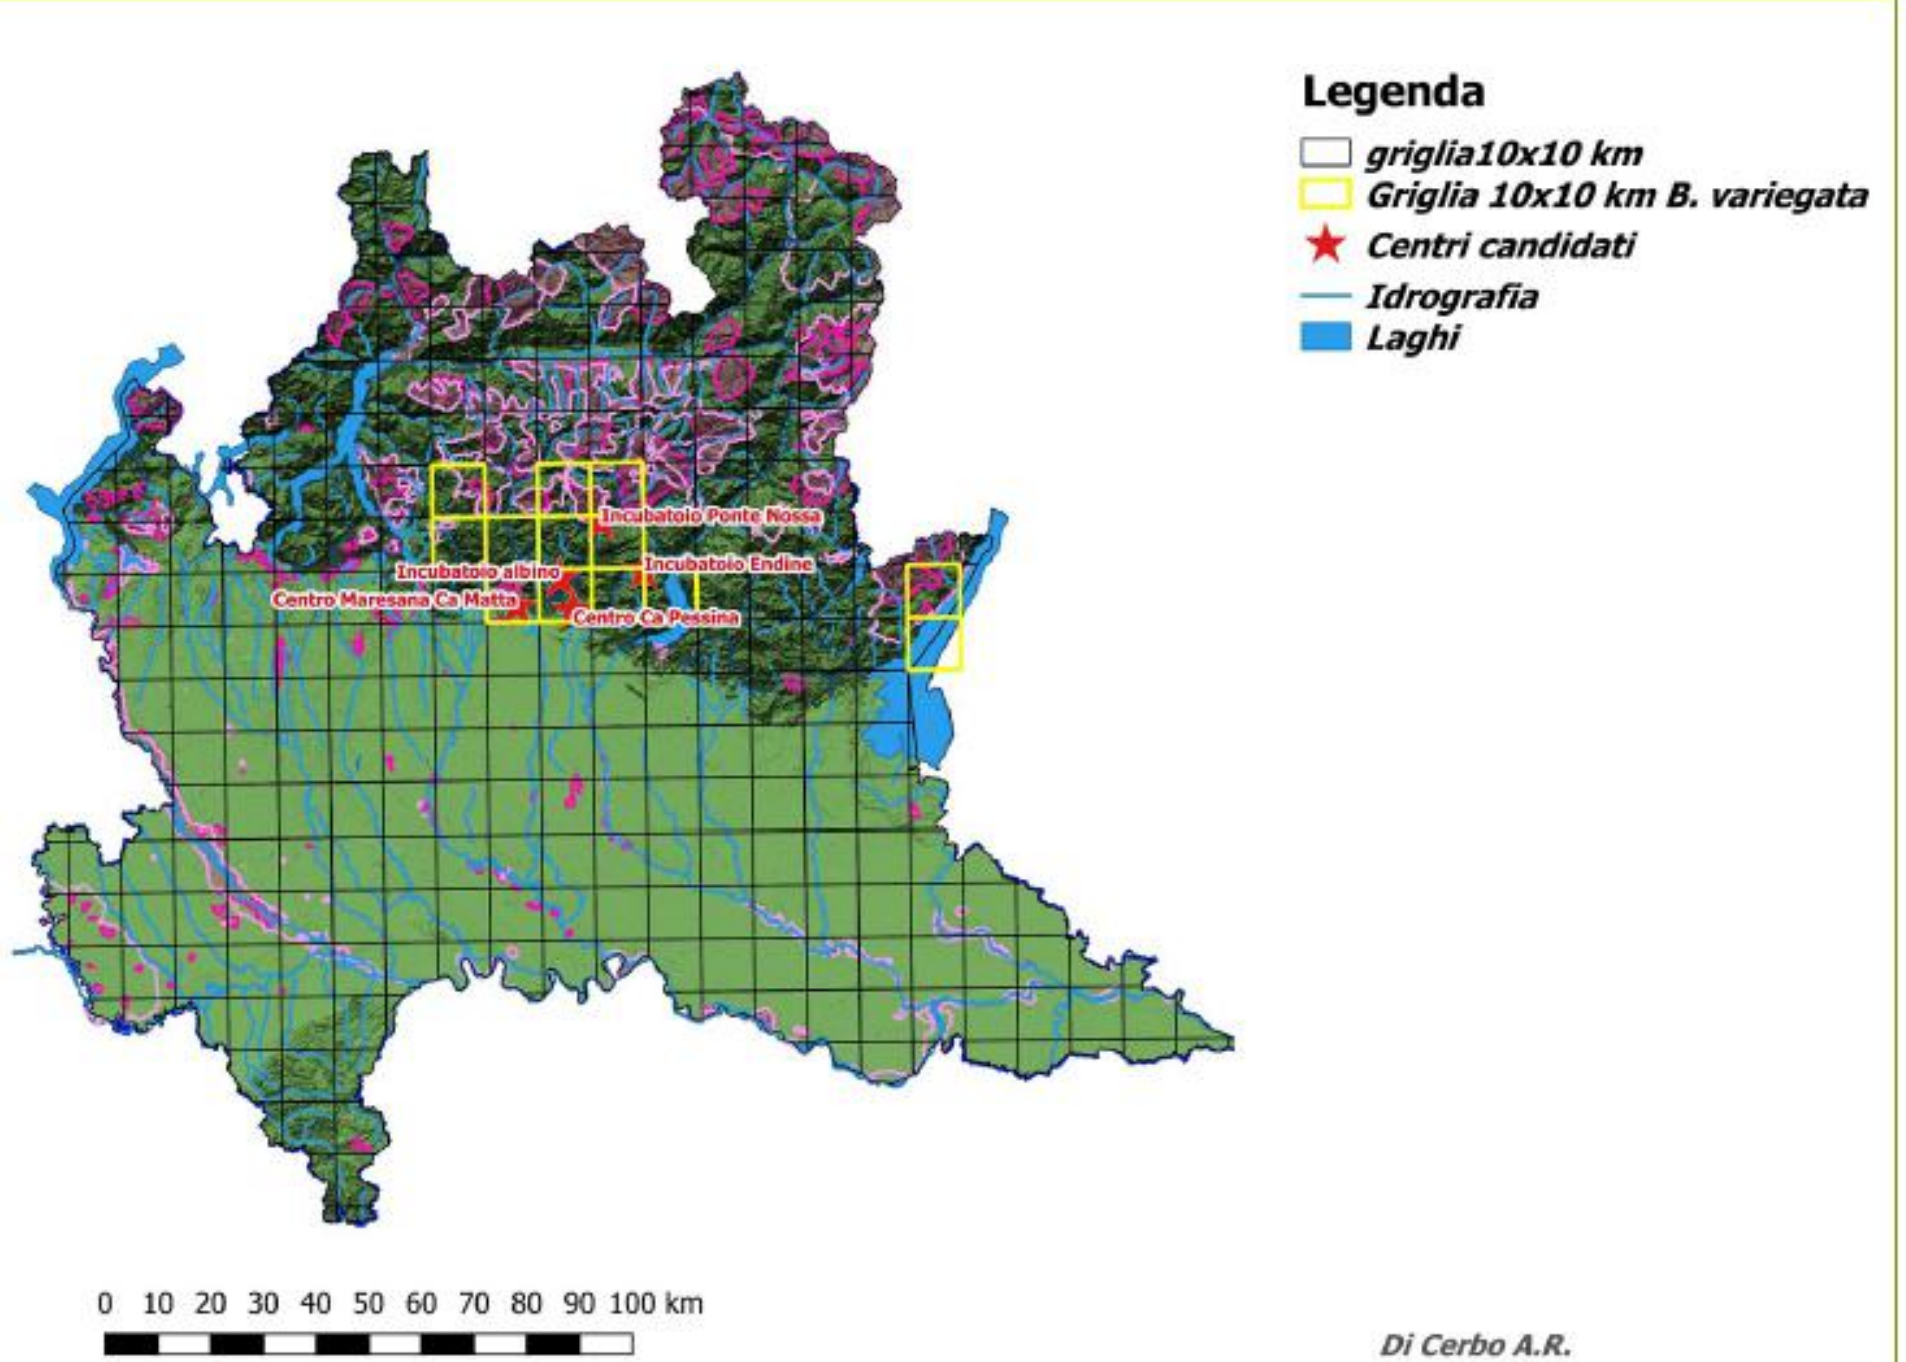 Legenda
griglia10x10 km
Griglia 10x10 km B. variegata
Centri candidati
Idrografia
Laghi
Incubatoio Ponte Nossa
Incubatoio Endine
Incubatoio albino
Centro Maresana Ca Matta
Centro Ca Pessina
0 10 20 30 40 50 60 70 80 90 100 km
Di Cerbo A.R.